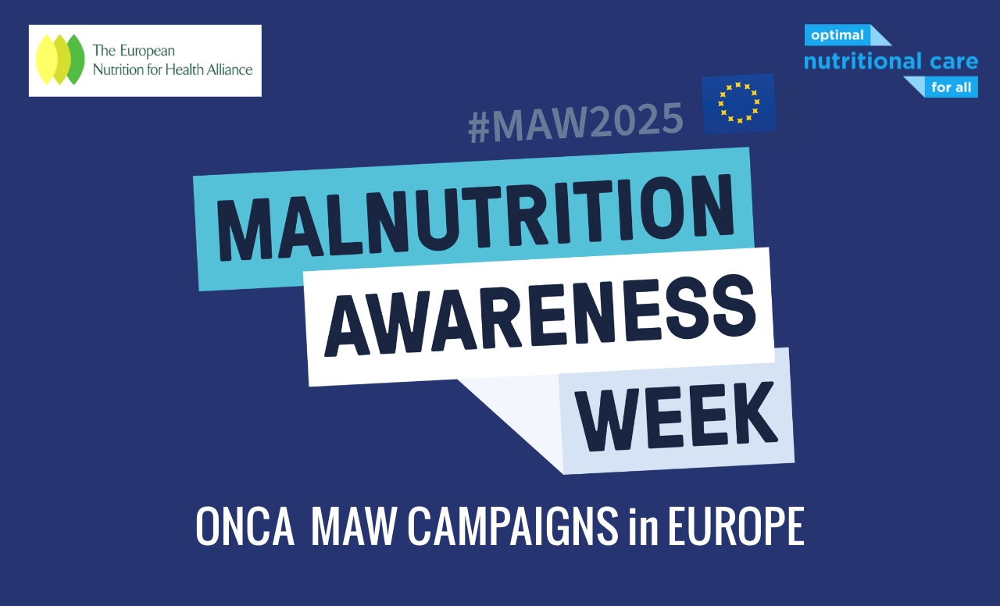 The European
Nutrition for Health Alliance
optimal
nutritional care
for all
#MAW2025
MALNUTRITION
AWARENESS
WEEK
ONCA MAW CAMPAIGNS in EUROPE